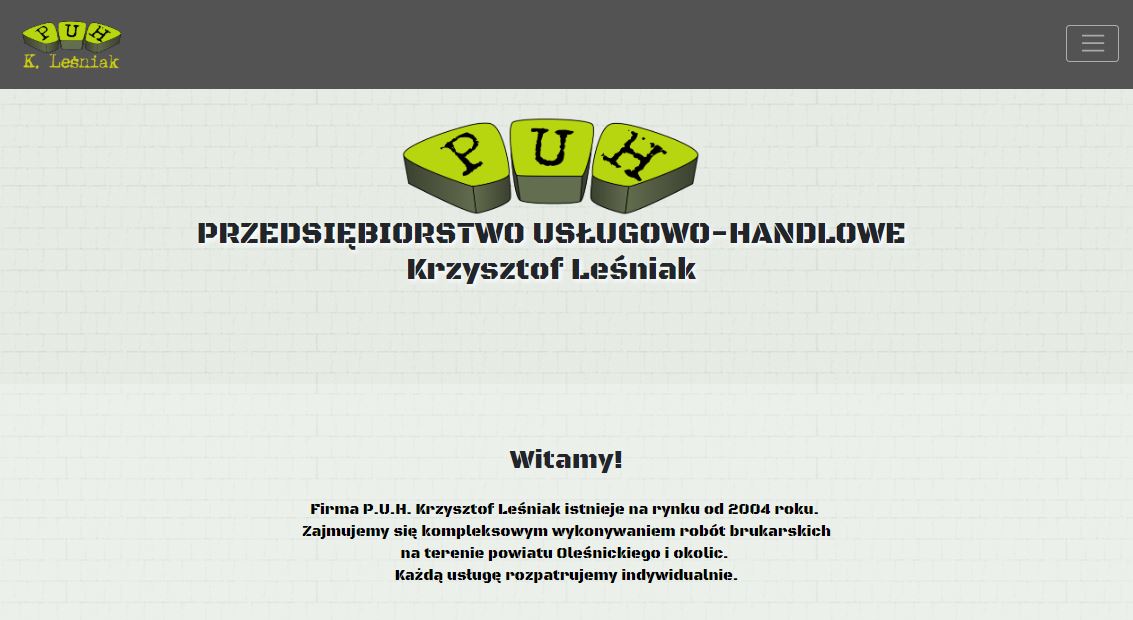 P U H
K. Leśniak
P U H
PRZEDSIĘBIORSTWO USŁUGOWO-HANDLOWE
Krzysztof Leśniak
Witamy!
Firma P.U.H. Krzysztof Leśniak istnieje na rynku od 2004 roku.
Zajmujemy się kompleksowym wykonywaniem robót brukarskich
na terenie powiatu Oleśnickiego i okolic.
Każdą usługę rozpatrujemy indywidualnie.